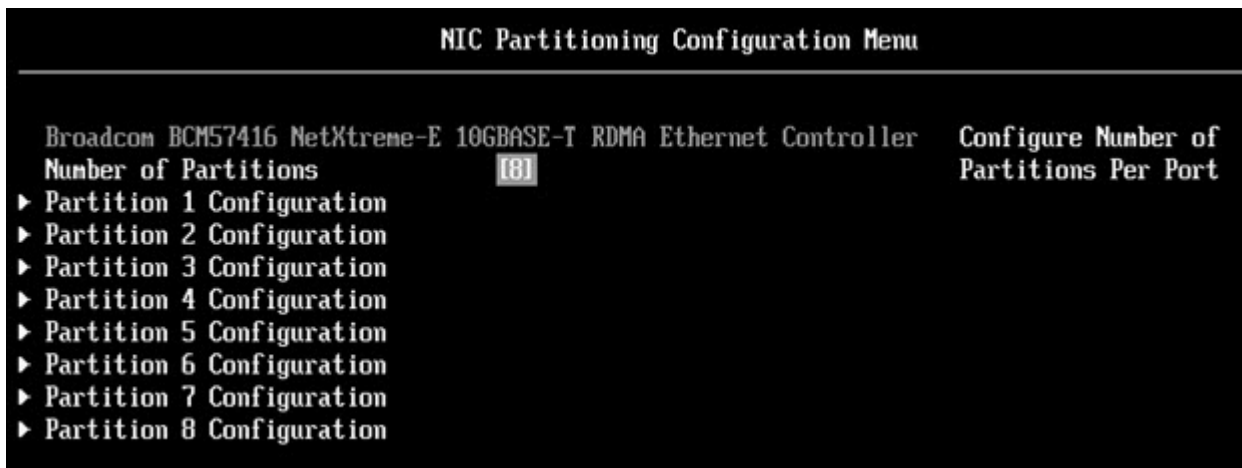 NIC Partitioning Configuration Menu
Broadcom BCM57416 NetXtreme-E 10GBASE-T RDMA Ethernet Controller
Number of Partitions [8]
Configure Number of
Partitions Per Port
Partition 1 Configuration
Partition 2 Configuration
Partition 3 Configuration
Partition 4 Configuration
Partition 5 Configuration
Partition 6 Configuration
Partition 7 Configuration
Partition 8 Configuration